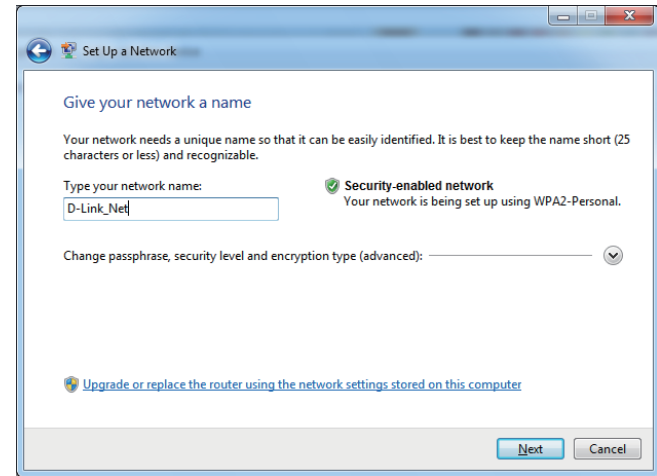 Set Up a Network
Give your network a name
Your network needs a unique name so that it can be easily identified. It is best to keep the name short (25
characters or less) and recognizable.
Type your network name:
Security-enabled network
D-Link_Net
Your network is being set up using WPA2-Personal.
Change passphrase, security level and encryption type (advanced):
Upgrade or replace the router using the network settings stored on this computer
Next Cancel